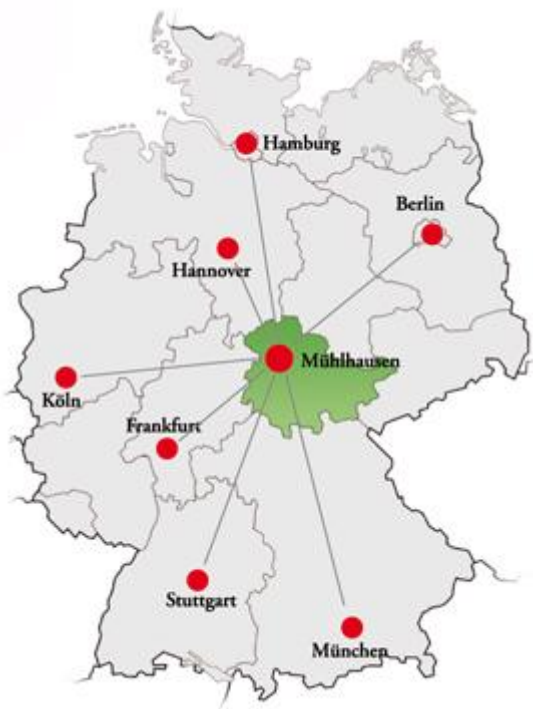 Hamburg
Berlin
Hannover
Mühlhausen
Köln
Frankfurt
Stuttgart
München